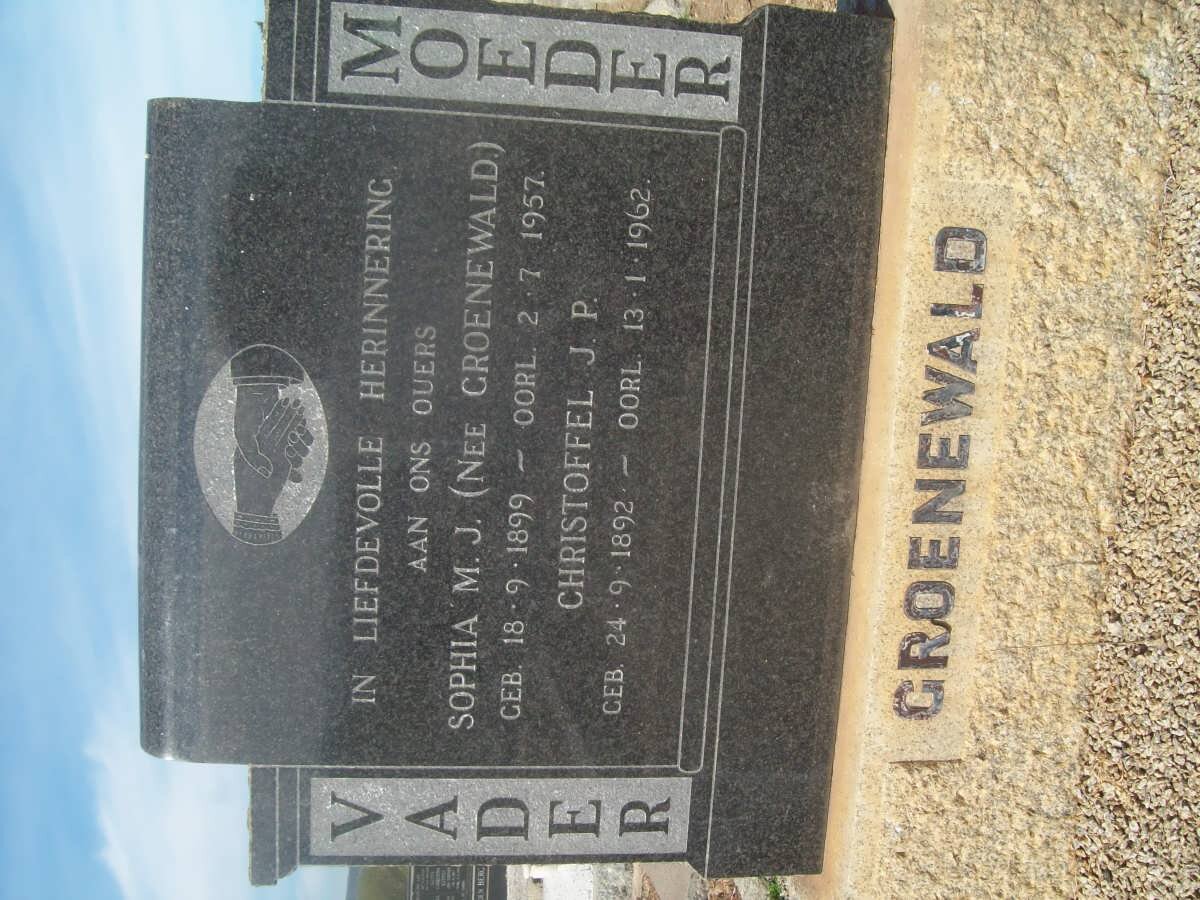 VADER
MOEDER
IN LIEFDEVOLLE HERINNERING
AAN ONS OUERS
SOPHIA M. J. (NEE GROENEWALD.)
GEB. 18·9·1899 — OORL. 2·7 1957.
CHRISTOFFEL J. P.
GEB. 24·9·1892 — OORL. 13·1·1962.
GROENEWALD